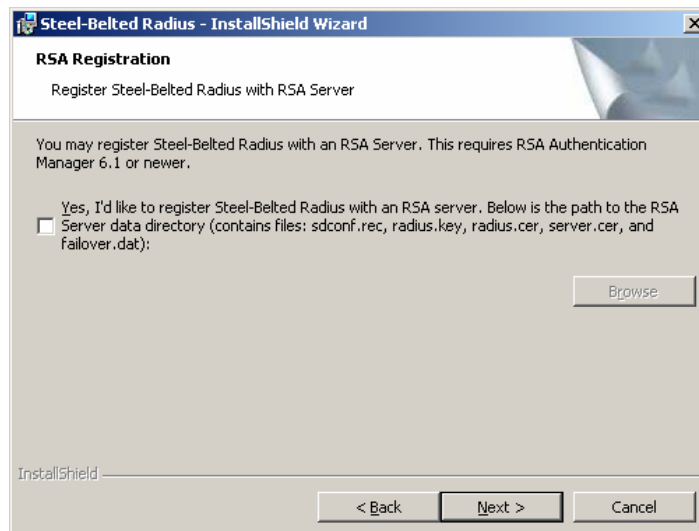 Steel-Belted Radius - InstallShield Wizard
RSA Registration
Register Steel-Belted Radius with RSA Server
You may register Steel-Belted Radius with an RSA Server. This requires RSA Authentication
Manager 6.1 or newer.
Yes, I'd like to register Steel-Belted Radius with an RSA server. Below is the path to the RSA
Server data directory (contains files: sdconf.rec, radius.key, radius.cer, server.cer, and
failover.dat):
Browse
InstallShield
< Back
Next >
Cancel